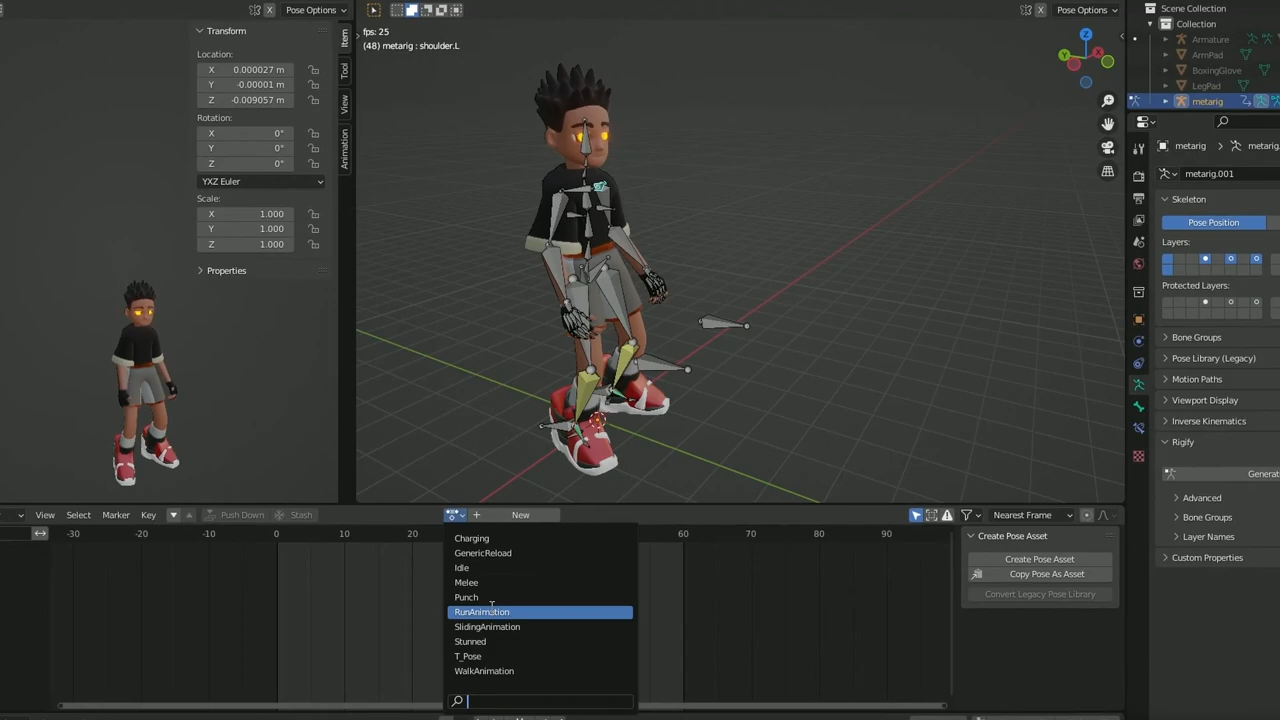 Pose Options
Transform
Location:
X 0.000027 m
Y -0.00001 m
Z -0.009057 m
Rotation:
X 0°
Y 0°
Z 0°
YXZ Euler
Scale:
X 1.000
Y 1.000
Z 1.000
Properties
Item
Tool
View
Animation
Pose Options
fps: 25
(48) metarig : shoulder.L
Z
Y
X
Scene Collection
Collection
Armature
ArmPad
BoxingGlove
LegPad
metarig
metarig
metarig.
metarig.001
Skeleton
Pose Position
Layers:
Protected Layers:
Bone Groups
Pose Library (Legacy)
Motion Paths
Viewport Display
Inverse Kinematics
Rigify
Generat
Advanced
Bone Groups
Layer Names
Custom Properties
View Select Marker Key Push Down Stash New Nearest Frame
-30 -20 -10 0 10 20 60 70 80 90
Charging
GenericReload
Idle
Melee
Punch
RunAnimation
SlidingAnimation
Stunned
T_Pose
WalkAnimation
Create Pose Asset
Create Pose Asset
Copy Pose As Asset
Convert Legacy Pose Library